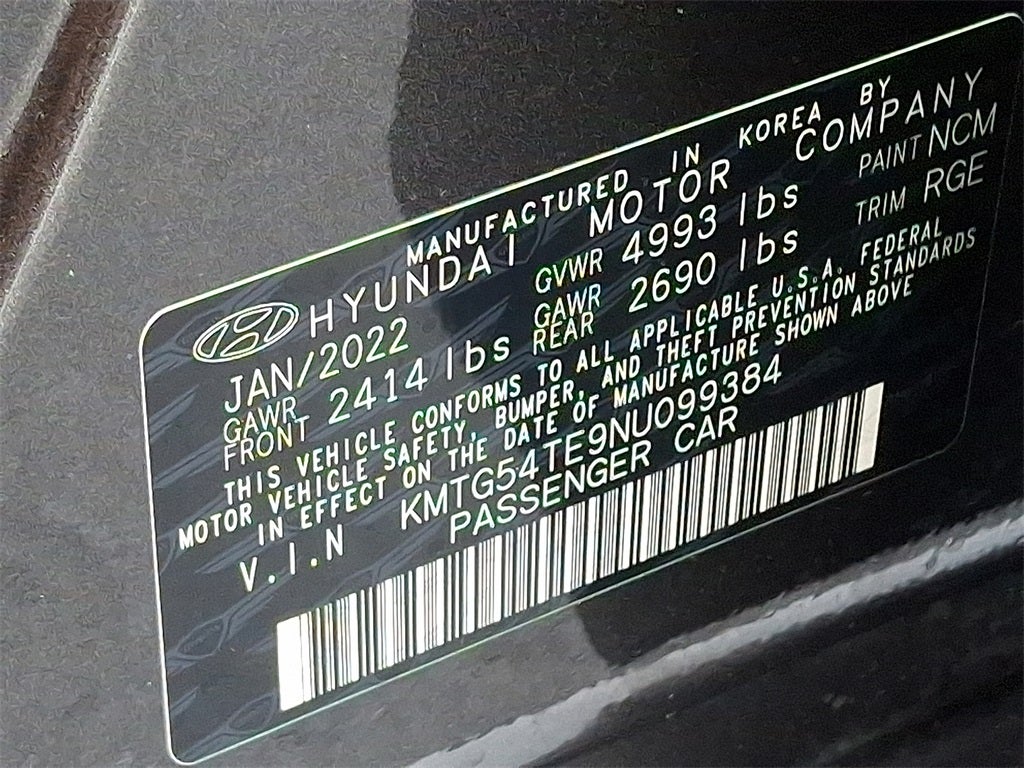 MANUFACTURED IN KOREA BY
HYUNDAI MOTOR COMPANY
JAN/2022 GVWR 4993 lbs PAINT NCM
GAWR FRONT 2414 lbs GAWR REAR 2690 lbs TRIM RGE
THIS VEHICLE CONFORMS TO ALL APPLICABLE U.S.A. FEDERAL
MOTOR VEHICLE SAFETY, BUMPER, AND THEFT PREVENTION STANDARDS
IN EFFECT ON THE DATE OF MANUFACTURE SHOWN ABOVE
V.I.N KMTG54TE9NU099384
PASSENGER CAR